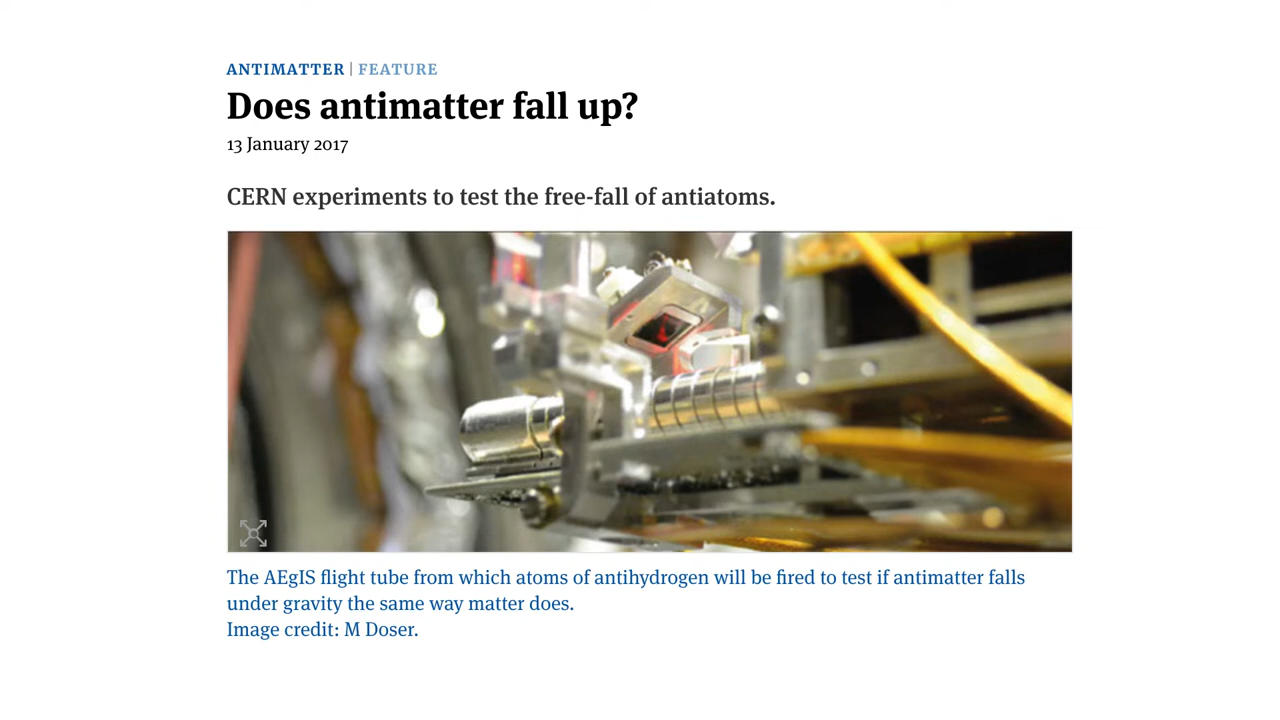 ANTIMATTER | FEATURE
Does antimatter fall up?
13 January 2017
CERN experiments to test the free-fall of antiatoms.
The AEgIS flight tube from which atoms of antihydrogen will be fired to test if antimatter falls
under gravity the same way matter does.
Image credit: M Doser.